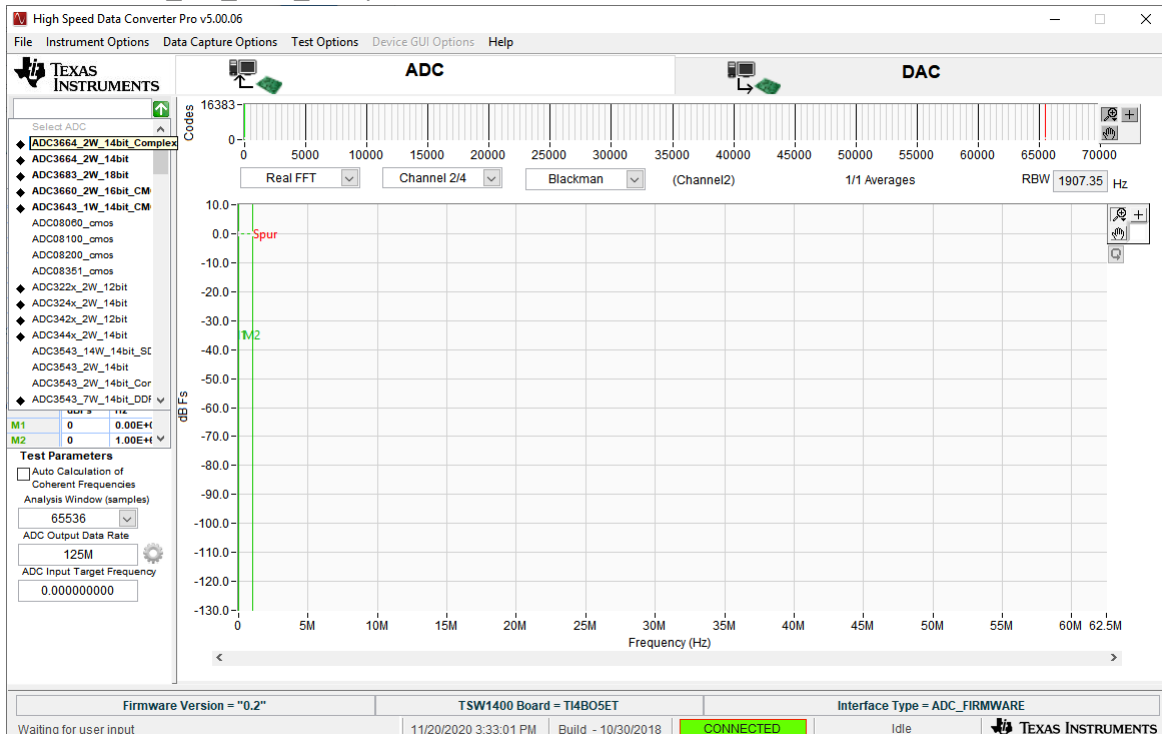 High Speed Data Converter Pro v5.00.06
File Instrument Options Data Capture Options Test Options Device GUI Options Help
TEXAS INSTRUMENTS
ADC
DAC
Codes
16383
0
0 5000 10000 15000 20000 25000 30000 35000 40000 45000 50000 55000 60000 65000 70000
Real FFT Channel 2/4 Blackman (Channel2) 1/1 Averages RBW 1907.35 Hz
Select ADC
ADC3664_2W_14bit_Complex
ADC3664_2W_14bit
ADC3683_2W_18bit
ADC3660_2W_16bit_CM
ADC3643_1W_14bit_CM
ADC08060_cmos
ADC08100_cmos
ADC08200_cmos
ADC08351_cmos
ADC322x_2W_12bit
ADC324x_2W_14bit
ADC342x_2W_12bit
ADC344x_2W_14bit
ADC3543_14W_14bit_SD
ADC3543_2W_14bit
ADC3543_2W_14bit_Cor
ADC3543_7W_14bit_DDR
dBFs Hz
M1 0 0.00E+0
M2 0 1.00E+6
Test Parameters
Auto Calculation of
Coherent Frequencies
Analysis Window (samples)
65536
ADC Output Data Rate
125M
ADC Input Target Frequency
0.000000000
dB Fs
10.0
0.0
-10.0
-20.0
-30.0
-40.0
-50.0
-60.0
-70.0
-80.0
-90.0
-100.0
-110.0
-120.0
-130.0
Spur
M2
0 5M 10M 15M 20M 25M 30M 35M 40M 45M 50M 55M 60M 62.5M
Frequency (Hz)
Firmware Version = "0.2" TSW1400 Board = TI4BO5ET Interface Type = ADC_FIRMWARE
Waiting for user input 11/20/2020 3:33:01 PM Build - 10/30/2018 CONNECTED Idle TEXAS INSTRUMENTS